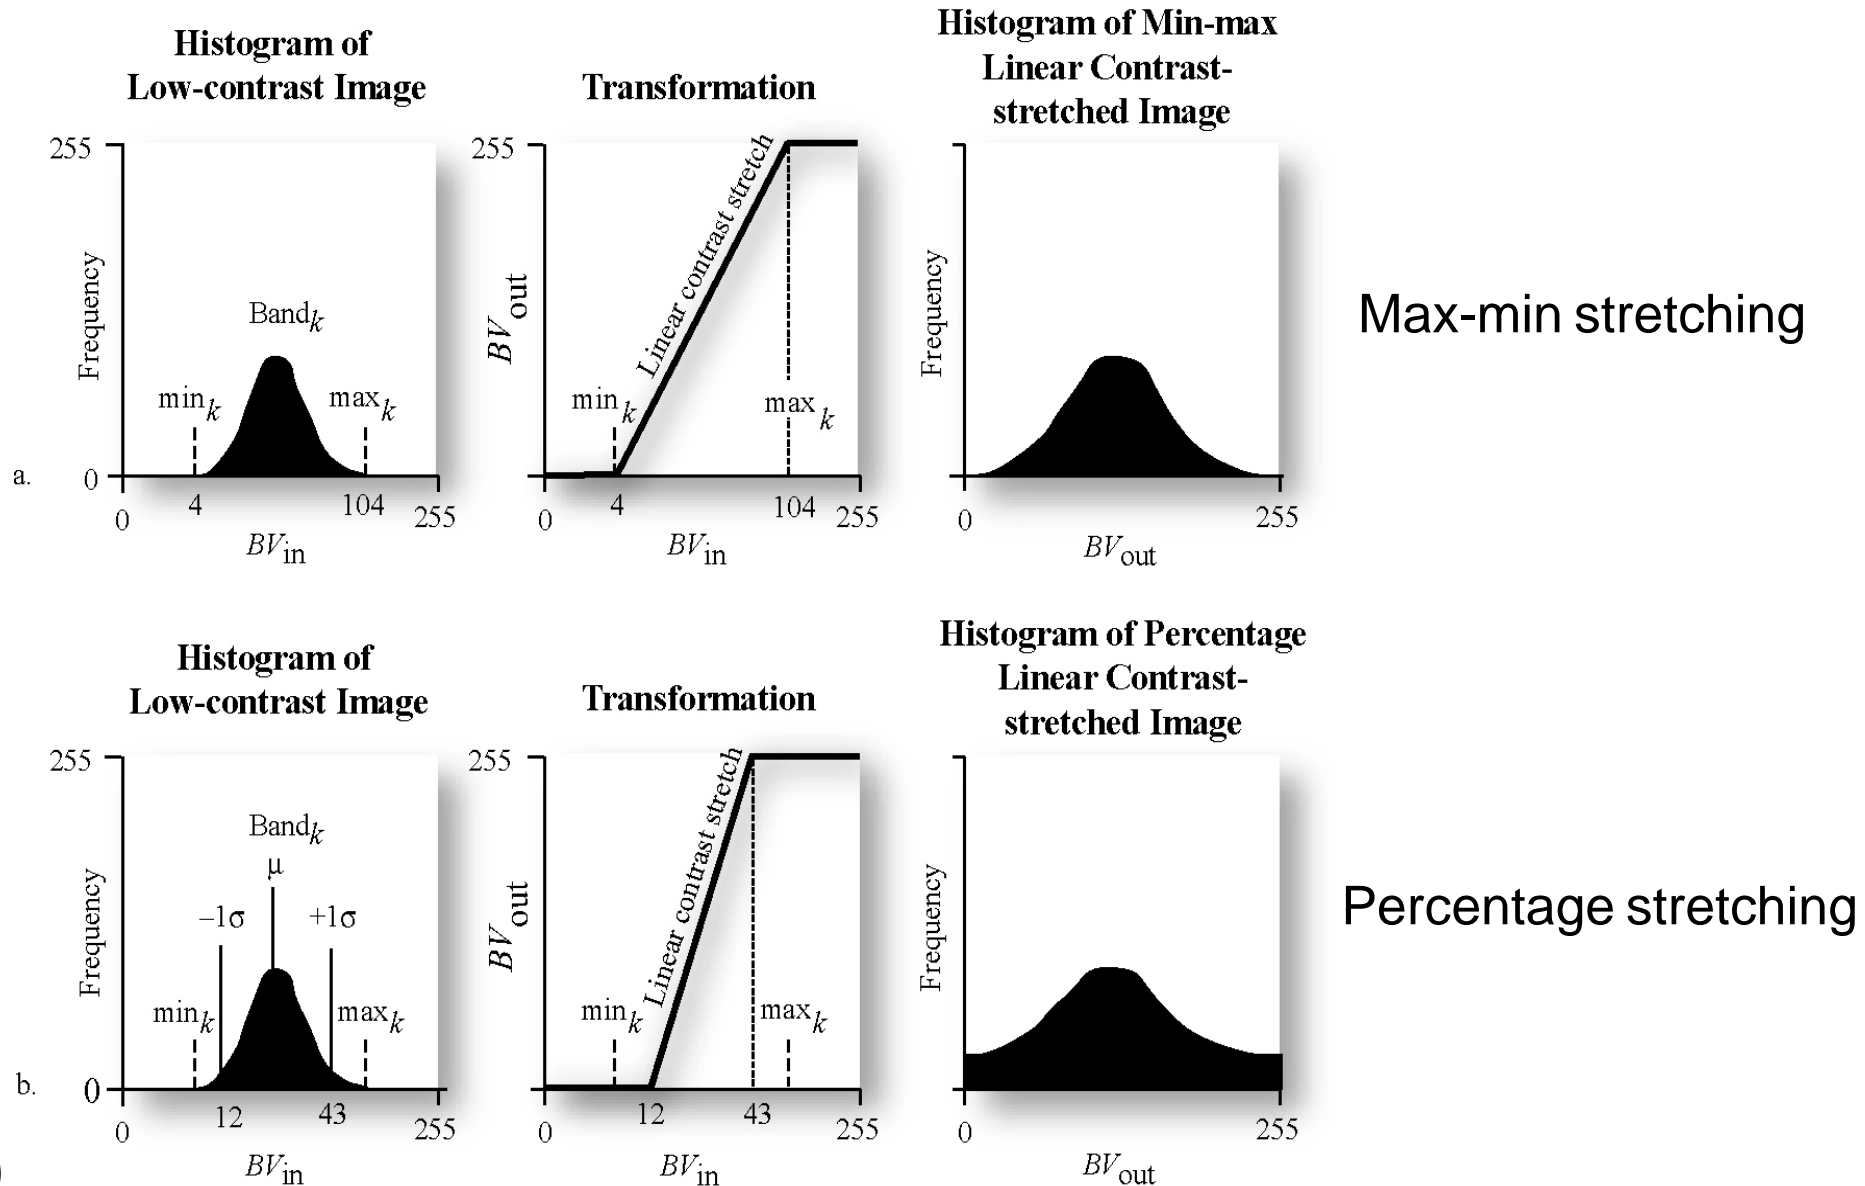 Histogram of
Low-contrast Image
Transformation
Histogram of Min-max
Linear Contrast-
stretched Image
255
Frequency
Band k
min k
max k
a.
0
0
4
104
255
BV in
255
BV out
Linear contrast stretch
min k
max k
0
4
104
255
BV in
Frequency
0
255
BV out
Max-min stretching
Histogram of
Low-contrast Image
Transformation
Histogram of Percentage
Linear Contrast-
stretched Image
255
Frequency
Band k
μ
–1σ
+1σ
min k
max k
b.
0
0
12
43
255
BV in
255
BV out
Linear contrast stretch
min k
max k
0
12
43
255
BV in
Frequency
0
255
BV out
Percentage stretching
)